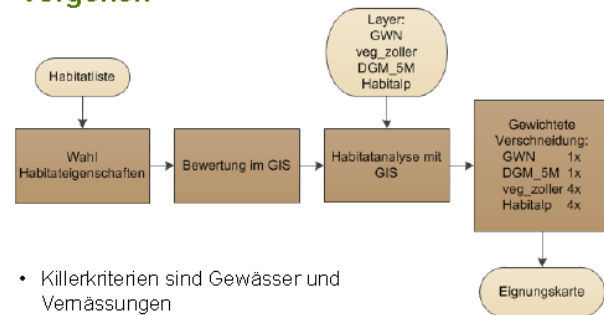 Vorgehen
Layer:
GWN
veg_zoller
DGM_5M
Habitalp
Habitatliste
Wahl
Habitateigenschaften
Bewertung im GIS
Habitatanalyse mit
GIS
Gewichtete
Verschneidung:
GWN 1x
DGM_5M 1x
veg_zoller 4x
Habitalp 4x
• Killerkriterien sind Gewässer und
Vernässungen
Eignungskarte